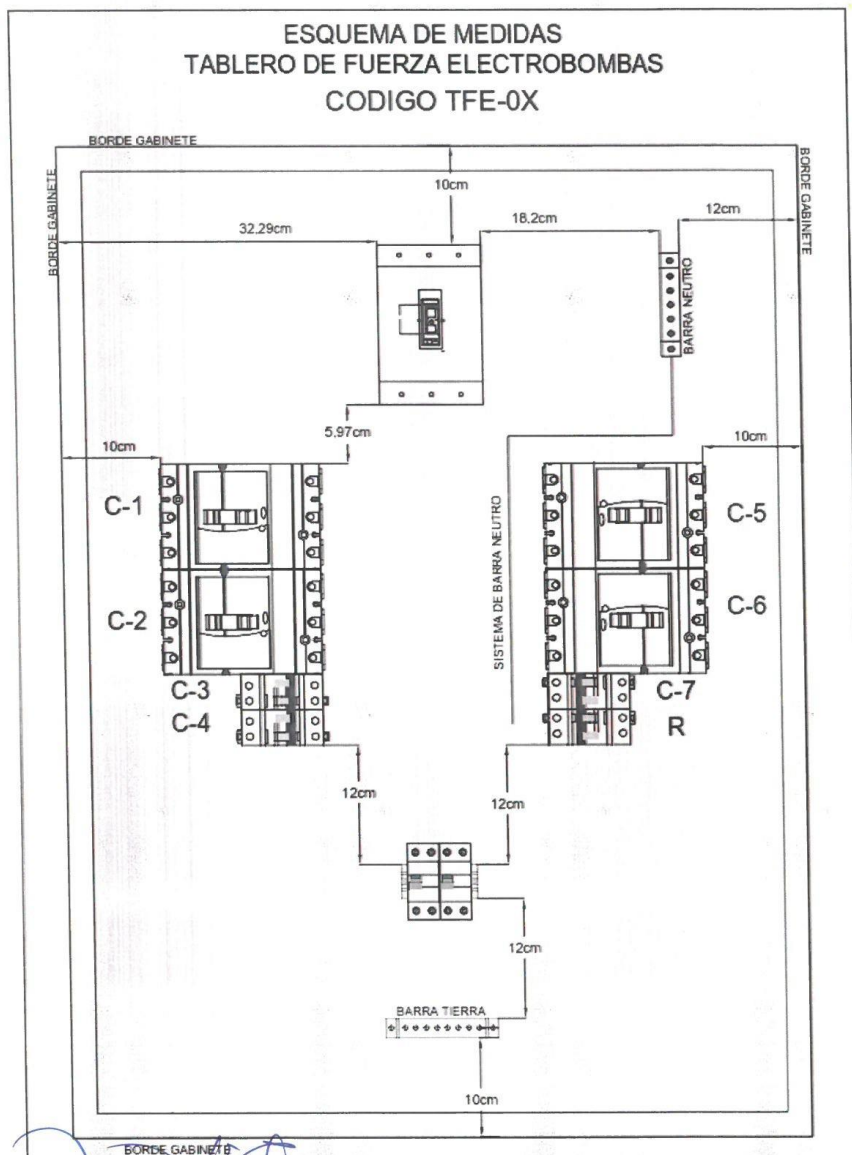 ESQUEMA DE MEDIDAS
TABLERO DE FUERZA ELECTROBOMBAS
CODIGO TFE-0X
BORDE GABINETE
BORDE GABINETE
BORDE GABINETE
10cm
32,29cm
18,2cm
12cm
BARRA NEUTRO
5,97cm
10cm
10cm
C-1
C-5
SISTEMA DE BARRA NEUTRO
C-2
C-6
C-3
C-7
C-4
R
12cm
12cm
12cm
BARRA TIERRA
10cm
BORDE GABINETE